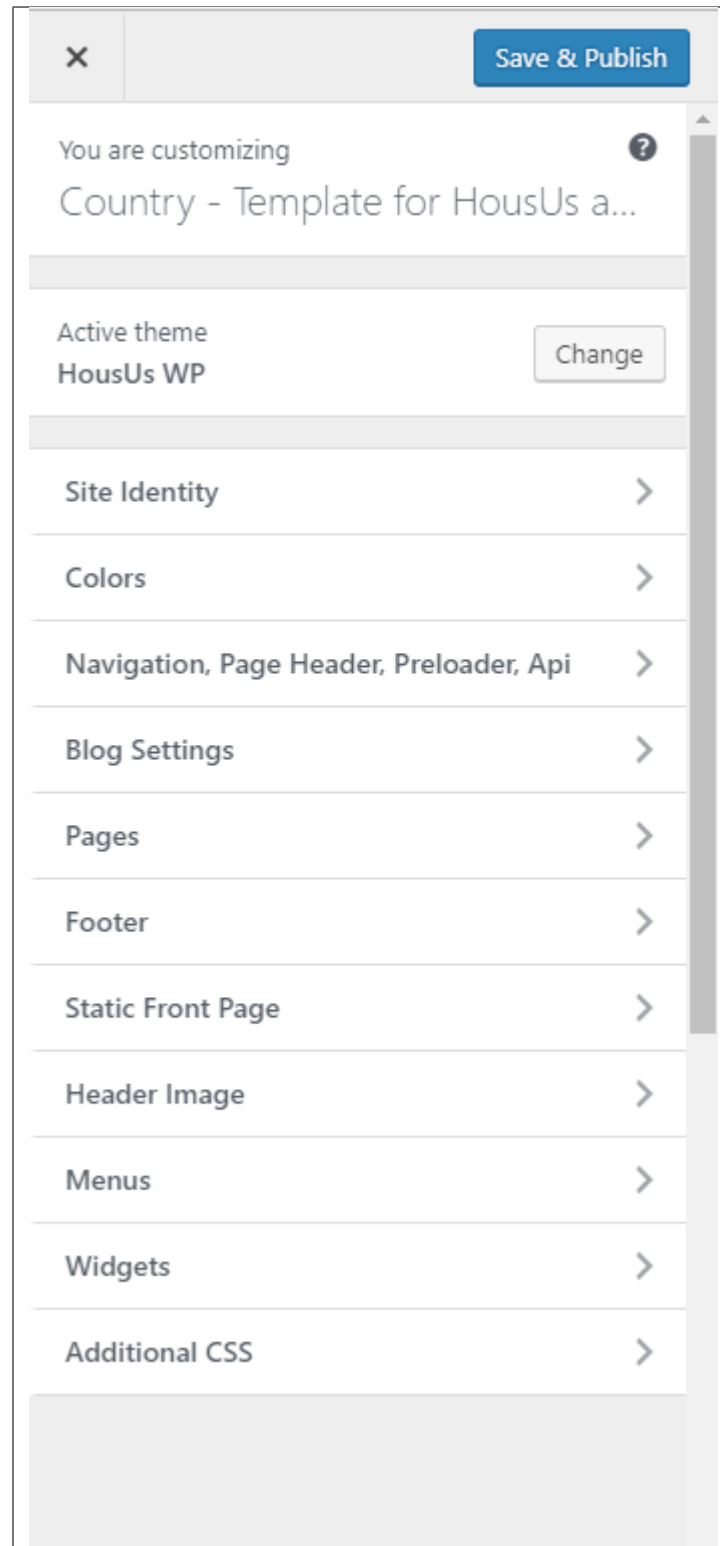 Save & Publish
You are customizing
Country - Template for HousUs a...
Active theme
HousUs WP
Change
Site Identity
Colors
Navigation, Page Header, Preloader, Api
Blog Settings
Pages
Footer
Static Front Page
Header Image
Menus
Widgets
Additional CSS